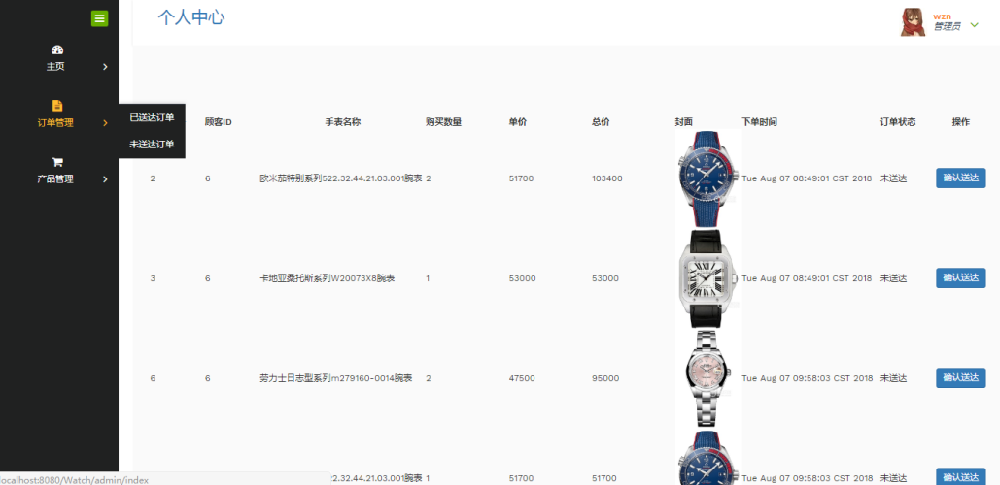 个人中心
wzn
管理员
主页
订单管理
已送达订单
未送达订单
产品管理
顾客ID 手表名称 购买数量 单价 总价 封面 下单时间 订单状态 操作
2 6 欧米茄特别系列522.32.44.21.03.001腕表 2 51700 103400 Tue Aug 07 08:49:01 CST 2018 未送达 确认送达
3 6 卡地亚桑托斯系列W20073X8腕表 1 53000 53000 Tue Aug 07 08:49:01 CST 2018 未送达 确认送达
6 6 劳力士日志型系列m279160-0014腕表 2 47500 95000 Tue Aug 07 09:58:03 CST 2018 未送达 确认送达
2.32.44.21.03.001腕表 1 51700 51700 Tue Aug 07 09:58:03 CST 2018 未送达 确认送达
localhost:8080/Watch/admin/index